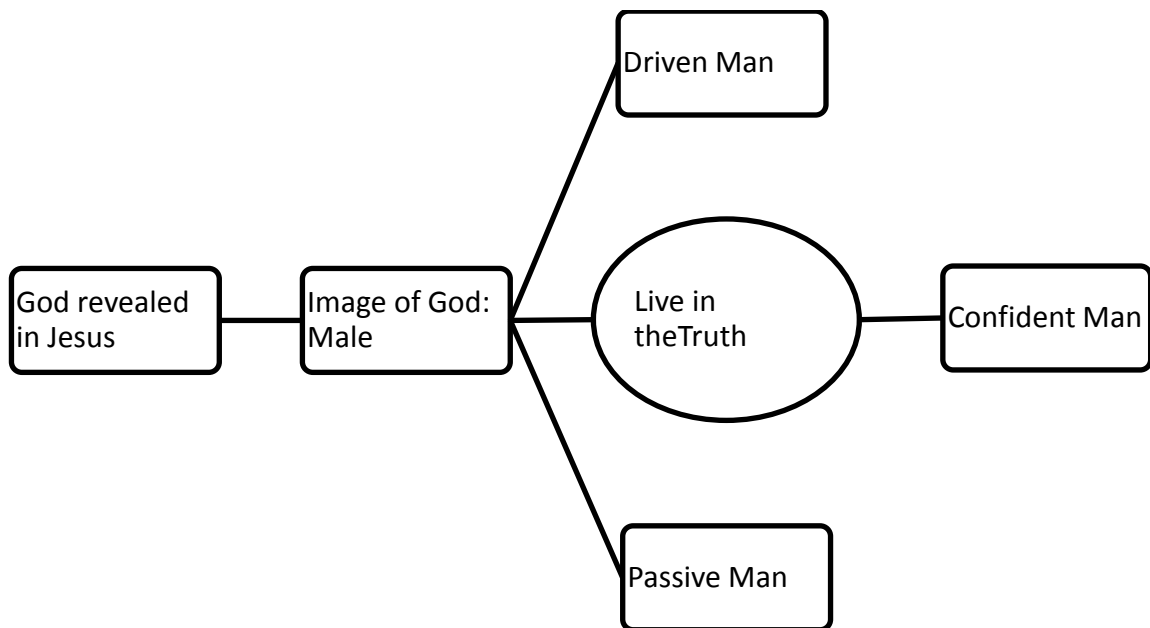 Driven Man
God revealed
in Jesus
Image of God:
Male
Live in
theTruth
Confident Man
Passive Man